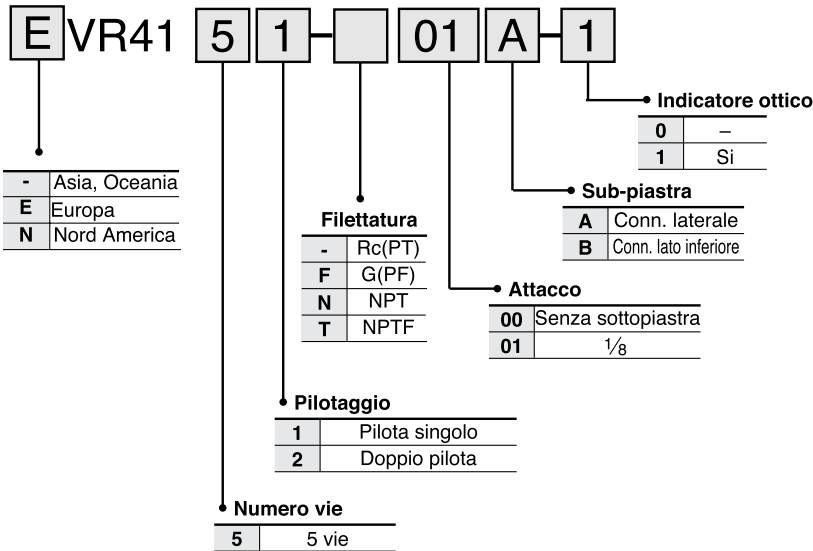 E VR41 5 1 - 01 A - 1
Indicatore ottico
0 –
1 Si
- Asia, Oceania
E Europa
N Nord America
Sub-piastra
A Conn. laterale
B Conn. lato inferiore
Filettatura
- Rc(PT)
F G(PF)
N NPT
T NPTF
Attacco
00 Senza sottopiastra
01 1⁄8
Pilotaggio
1 Pilota singolo
2 Doppio pilota
Numero vie
5 5 vie